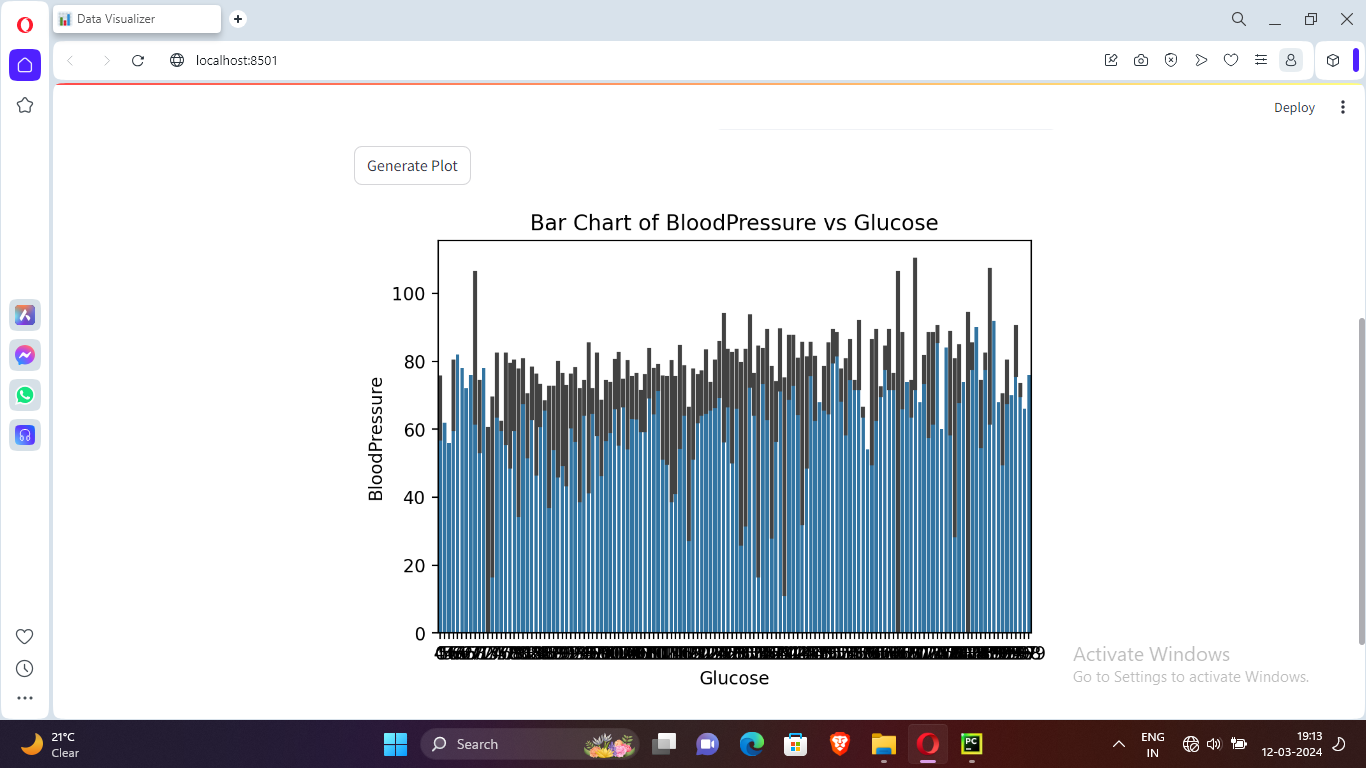 Data Visualizer
localhost:8501
Deploy
Generate Plot
Bar Chart of BloodPressure vs Glucose
100
80
60
40
20
0
BloodPressure
Glucose
Activate Windows
Go to Settings to activate Windows.
21°C
Clear
Search
PC
ENG
IN
19:13
12-03-2024